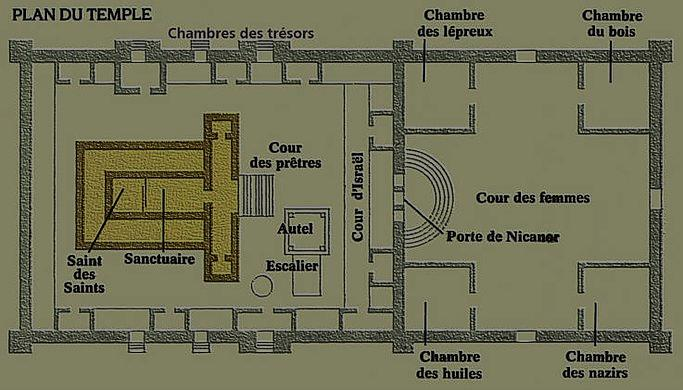 PLAN DU TEMPLE
Chambres des trésors
Chambre
des lépreux
Chambre
du bois
Cour
des prêtres
Cour d'Israël
Cour des femmes
Autel
Porte de Nicanor
Escalier
Saint
des
Saints
Sanctuaire
Chambre
des huiles
Chambre
des nazirs